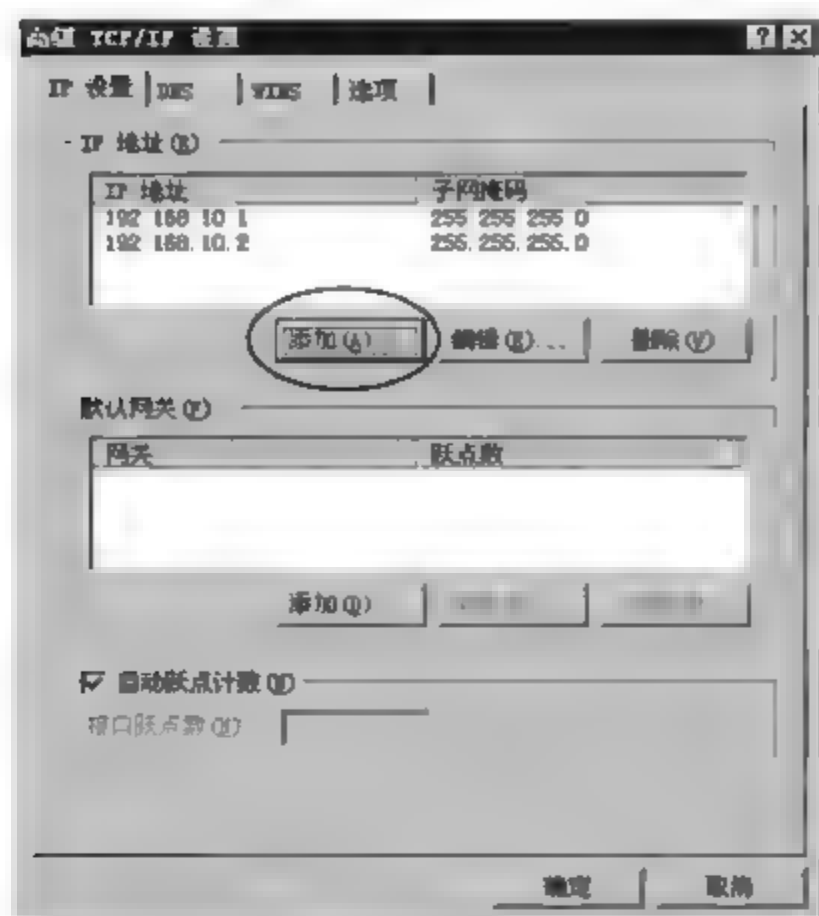 高级 TCP/IP 设置
IP 设置 DNS WINS 选项
IP 地址(R)
IP 地址 子网掩码
192 168 10 1 255 255 255 0
192 168.10.2 255.255.255.0
添加(A) 编辑(E)... 删除(V)
默认网关(F)
网关 跃点数
添加(D)
自动跃点计数(U)
接口跃点数(N)
确定 取消